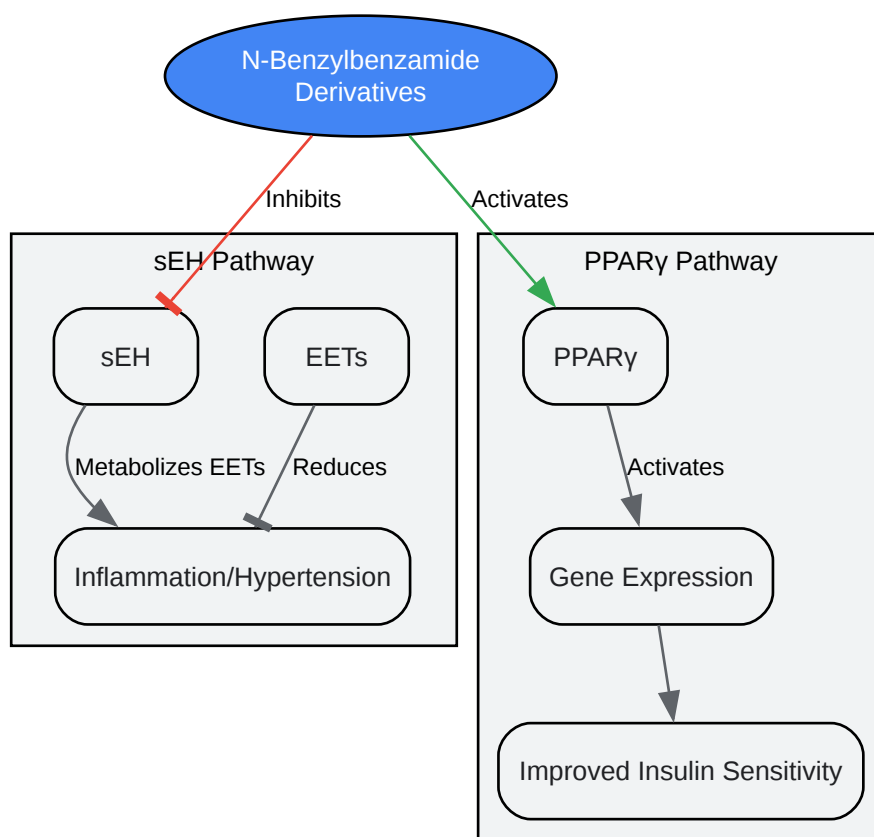 N-Benzylbenzamide
Derivatives
Inhibits
Activates
sEH Pathway
PPARγ Pathway
sEH
EETs
PPARγ
Metabolizes EETs
Reduces
Activates
Inflammation/Hypertension
Gene Expression
Improved Insulin Sensitivity